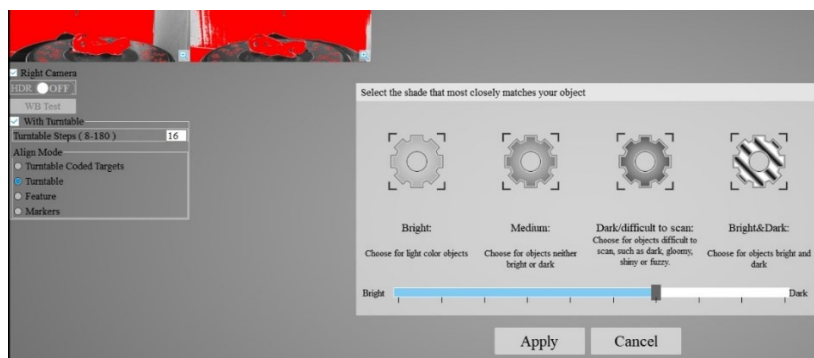 Right Camera
HDR OFF
WB Test
With Turntable
Turntable Steps ( 8-180 ) 16
Align Mode
Turntable Coded Targets
Turntable
Feature
Markers
Select the shade that most closely matches your object
Bright:
Choose for light color objects
Medium:
Choose for objects neither
bright or dark
Dark/difficult to scan:
Choose for objects difficult to
scan, such as dark, gloomy,
shiny or fuzzy.
Bright&Dark:
Choose for objects bright and
dark
Bright Dark
Apply Cancel